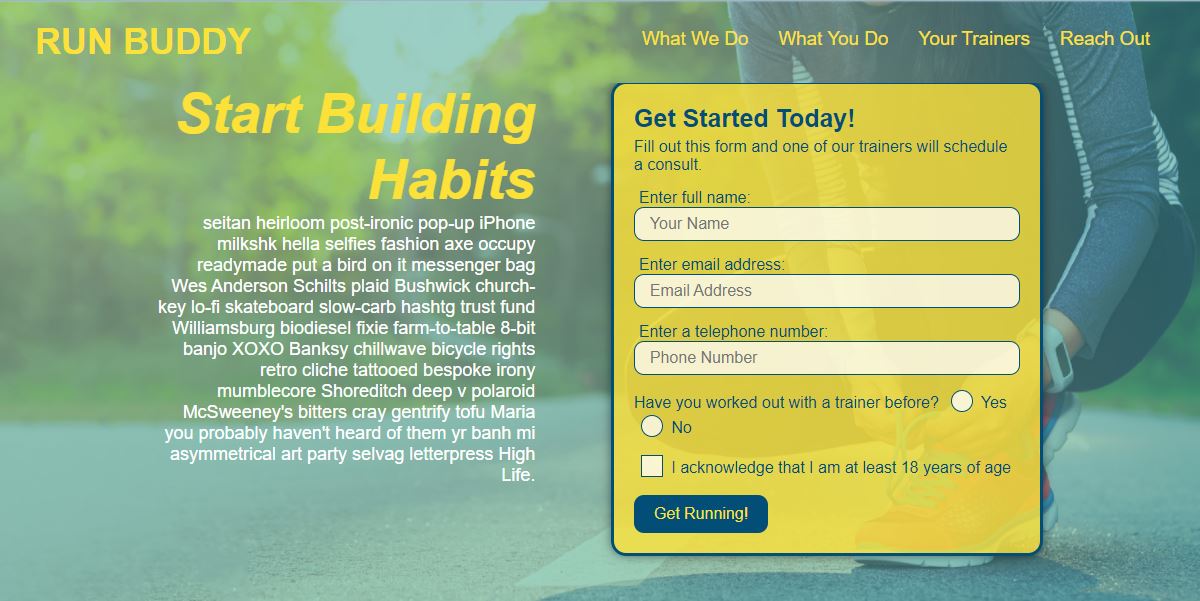 RUN BUDDY
What We Do
What You Do
Your Trainers
Reach Out
Start Building
Habits
seitan heirloom post-ironic pop-up iPhone
milkshk hella selfies fashion axe occupy
readymade put a bird on it messenger bag
Wes Anderson Schilts plaid Bushwick church-
key lo-fi skateboard slow-carb hashtg trust fund
Williamsburg biodiesel fixie farm-to-table 8-bit
banjo XOXO Banksy chillwave bicycle rights
retro cliche tattooed bespoke irony
mumblecore Shoreditch deep v polaroid
McSweeney's bitters cray gentrify tofu Maria
you probably haven't heard of them yr banh mi
asymmetrical art party selvag letterpress High
Life.
Get Started Today!
Fill out this form and one of our trainers will schedule
a consult.
Enter full name:
Your Name
Enter email address:
Email Address
Enter a telephone number:
Phone Number
Have you worked out with a trainer before? Yes
No
I acknowledge that I am at least 18 years of age
Get Running!